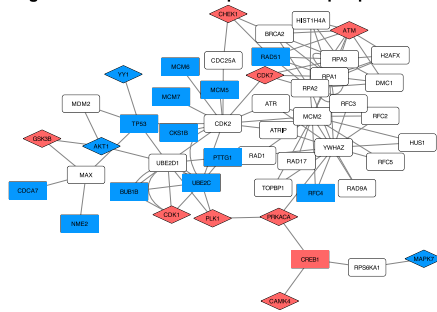 CHEK1
HIST1H4A
BRCA2
ATM
RAD51
RPA3
H2AFX
CDC25A
MCM6
YY1
CDK7
RPA1
DMC1
RPA2
MCM7
MCM5
MDM2
ATR
RFC3
RFC2
TP53
CDK2
MCM2
CKS1B
ATRIP
GSK3B
AKT1
HUS1
YWHAZ
UBE2D1
PTTG1
RAD1
RAD17
RFC5
MAX
UBE2C
TOPBP1
RAD9A
CDCA7
BUB1B
RFC4
NME2
CDK1
PLK1
PRKACA
CREB1
RPS6KA1
MAPK7
CAMK4